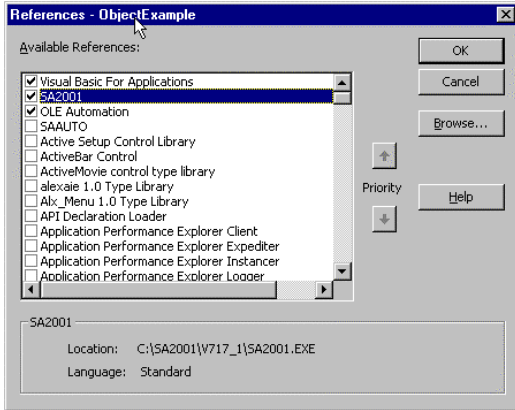 References - ObjectExample
Available References:
Visual Basic For Applications
SA2001
OLE Automation
SAAUTO
Active Setup Control Library
ActiveBar Control
ActiveMovie control type library
alexaie 1.0 Type Library
Alx_Menu 1.0 Type Library
API Declaration Loader
Application Performance Explorer Client
Application Performance Explorer Expediter
Application Performance Explorer Instancer
Application Performance Explorer Logger
Priority
OK
Cancel
Browse...
Help
SA2001
Location: C:\SA2001\V717_1\SA2001.EXE
Language: Standard